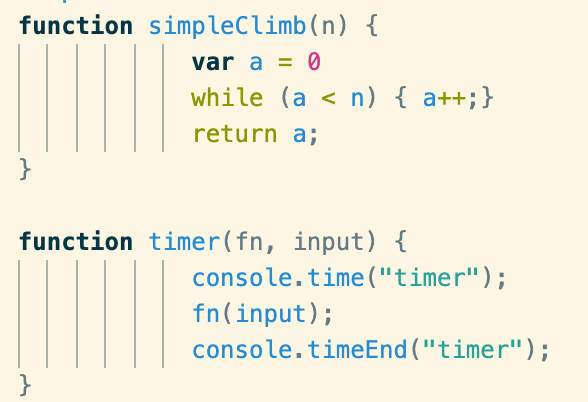 function simpleClimb(n) {
var a = 0
while (a < n) { a++;}
return a;
}
function timer(fn, input) {
console.time("timer");
fn(input);
console.timeEnd("timer");
}